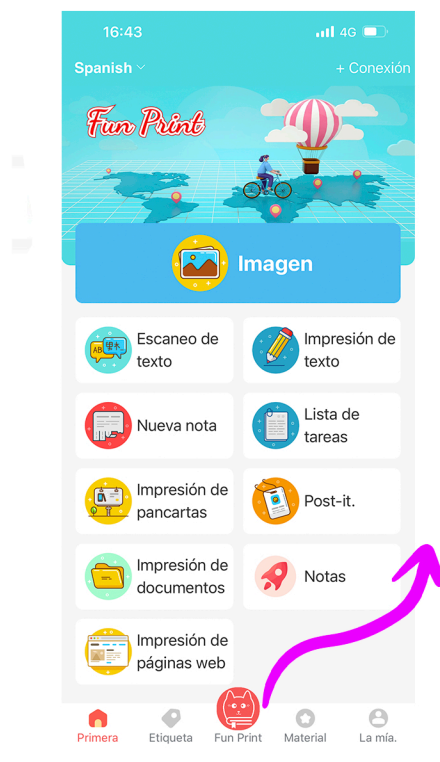 16:43
4G
Spanish
+ Conexión
Fun Print
Imagen
Escaneo de
texto
Impresión de
texto
Nueva nota
Lista de
tareas
Impresión de
pancartas
Post-it.
Impresión de
documentos
Notas
Impresión de
páginas web
Primera
Etiqueta
Fun Print
Material
La mía.